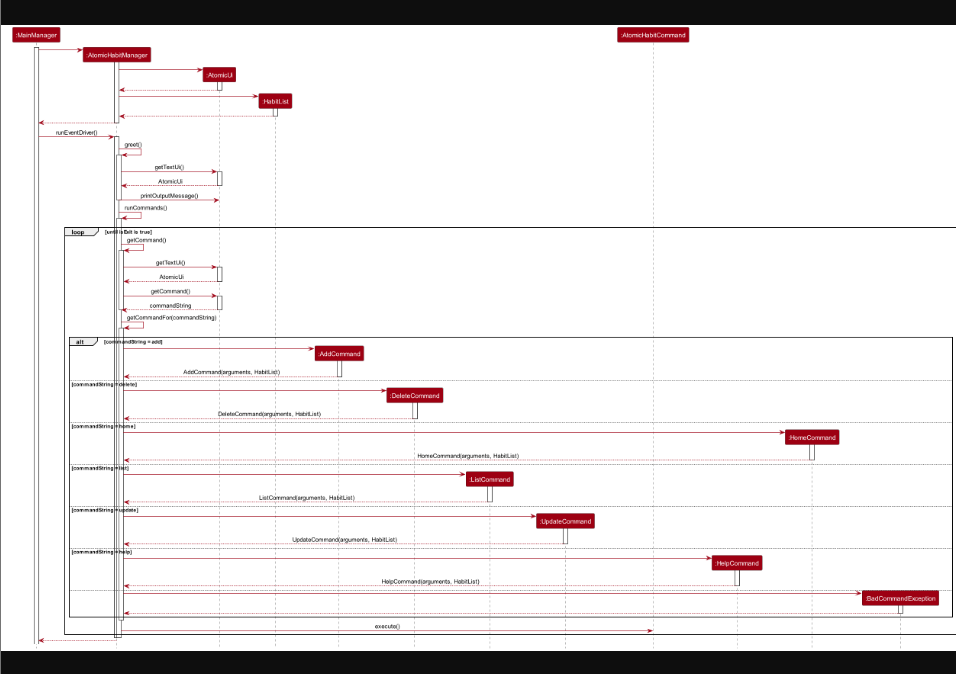 :MainManager
:AtomicHabitCommand
:AtomicHabitManager
:AtomicUi
:HabitList
runEventDriver()
greet()
getTextUi()
AtomicUi
printOutputMessage()
runCommands()
loop
[until isExit is true]
getCommand()
getTextUi()
AtomicUi
getCommand()
commandString
getCommandFor(commandString)
alt
[commandString = add]
:AddCommand
AddCommand(arguments, HabitList)
[commandString = delete]
:DeleteCommand
DeleteCommand(arguments, HabitList)
[commandString = home]
:HomeCommand
HomeCommand(arguments, HabitList)
[commandString = list]
:ListCommand
ListCommand(arguments, HabitList)
[commandString = update]
:UpdateCommand
UpdateCommand(arguments, HabitList)
[commandString = help]
:HelpCommand
HelpCommand(arguments, HabitList)
:BadCommandException
execute()